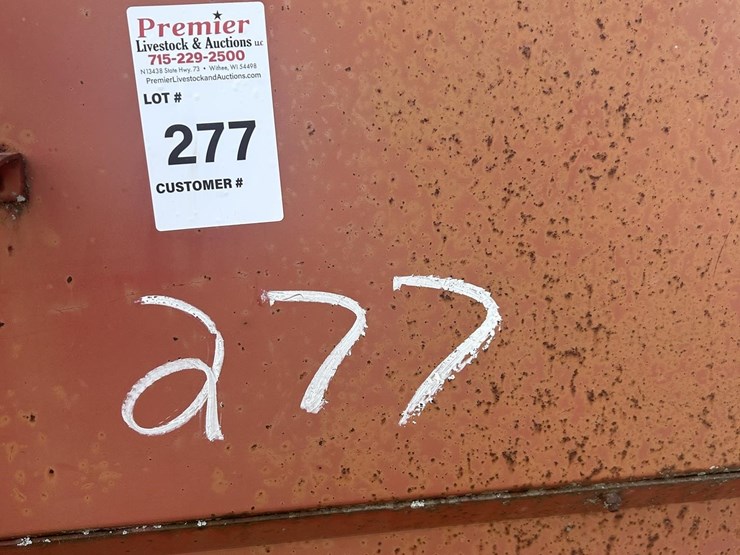 Premier
Livestock & Auctions LLC
715-229-2500
N13438 State Hwy. 73 • Withee, WI 54498
PremierLivestockandAuctions.com
LOT #
277
CUSTOMER #
277